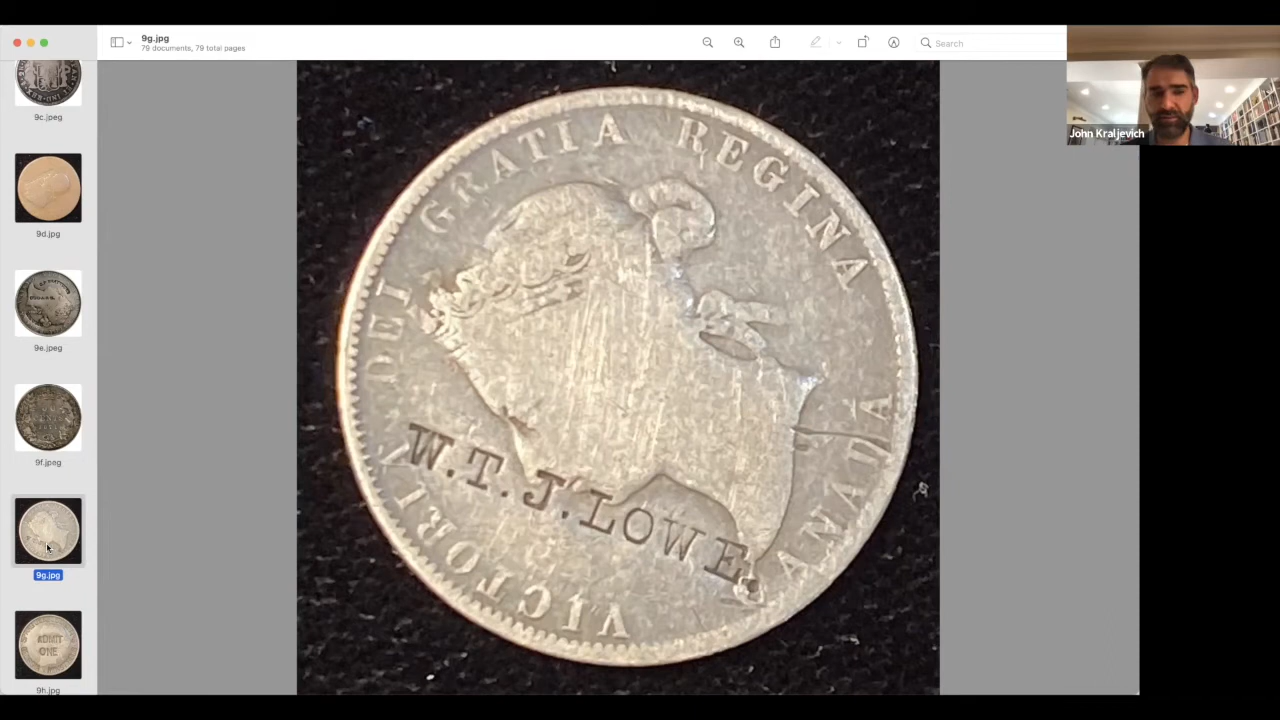 9g.jpg
79 documents, 79 total pages
Search
John Kraljevich
9c.jpeg
9d.jpg
9e.jpeg
9f.jpeg
9g.jpg
ADMIT
ONE
9h.jpg
VICTORIA DEI GRATIA REGINA
CANADA
W.T.J.LOWE.